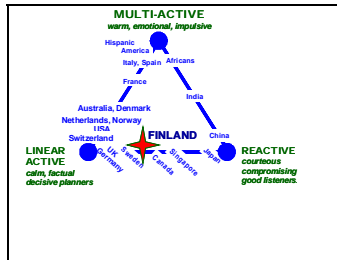 MULTI-ACTIVE
warm, emotional, impulsive
Hispanic
America
Africans
Italy, Spain
France
India
Australia, Denmark
Netherlands, Norway
USA
Switzerland
FINLAND
China
UK
Germany
Sweden
Canada
Singapore
Japan
LINEAR
ACTIVE
calm, factual
decisive planners
REACTIVE
courteous
compromising
good listeners.